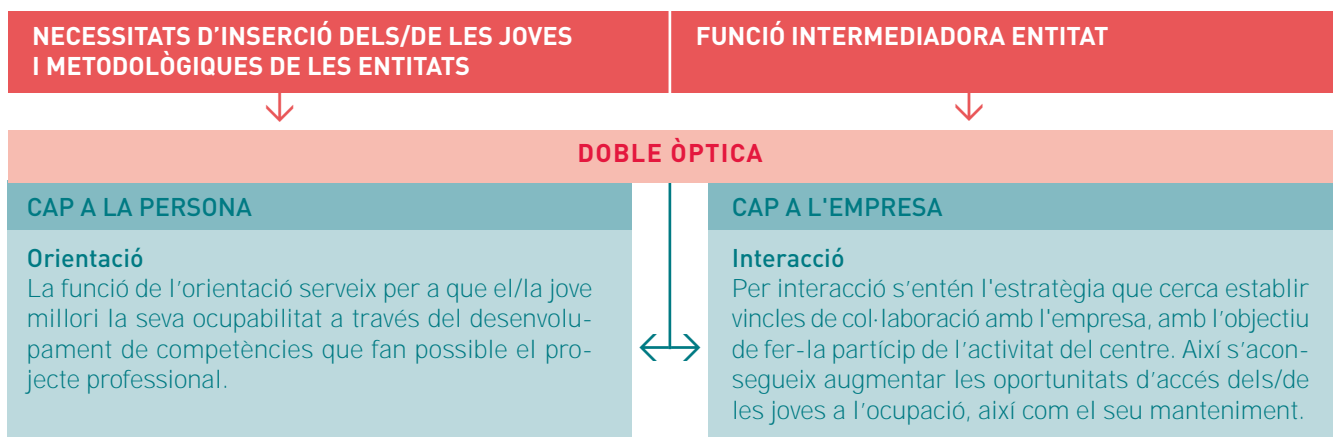 NECESSITATS D’INSERCIÓ DELS/DE LES JOVES
I METODOLÒGIQUES DE LES ENTITATS
FUNCIÓ INTERMEDIADORA ENTITAT
DOBLE ÒPTICA
CAP A LA PERSONA
Orientació
La funció de l’orientació serveix per a que el/la jove
millori la seva ocupabilitat a través del desenvolu-
pament de competències que fan possible el pro-
jecte professional.
CAP A L'EMPRESA
Interacció
Per interacció s’entén l'estratègia que cerca establir
vincles de col·laboració amb l'empresa, amb l’objectiu
de fer-la partícip de l’activitat del centre. Així s’acon-
segueix augmentar les oportunitats d’accés dels/de
les joves a l’ocupació, així com el seu manteniment.